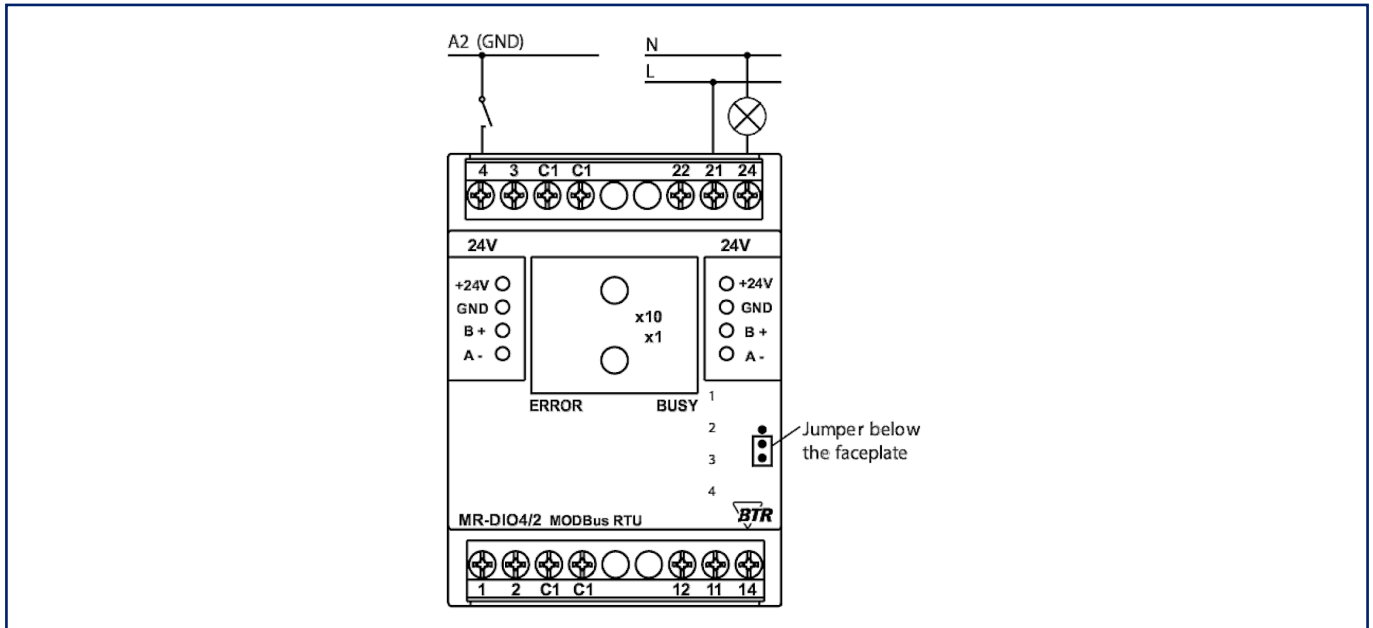 A2 (GND)
N
L
4 3 C1 C1 22 21 24
24V 24V
+24V +24V
GND GND
B + B +
A - A -
x10
x1
ERROR BUSY
1
2
3
4
Jumper below
the faceplate
MR-DIO4/2 MODBus RTU
BTR
1 2 C1 C1 12 11 14